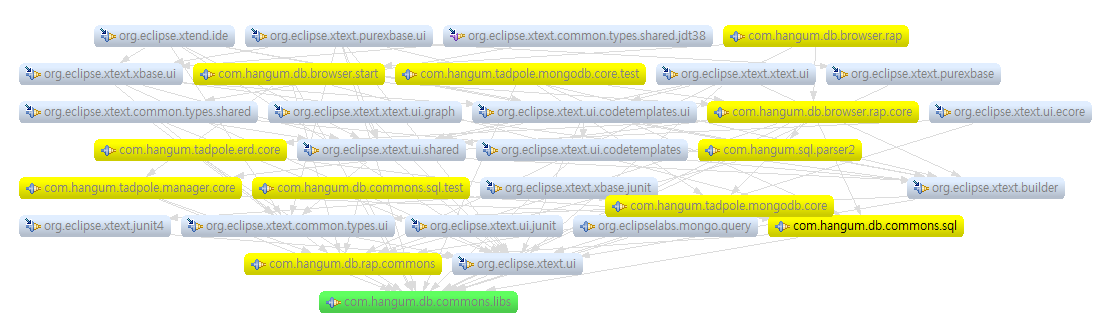 org.eclipse.xtend.ide
org.eclipse.xtext.purexbase.ui
org.eclipse.xtext.common.types.shared.jdt38
com.hangum.db.browser.rap
org.eclipse.xtext.xbase.ui
com.hangum.db.browser.start
com.hangum.tadpole.mongodb.core.test
org.eclipse.xtext.xtext.ui
org.eclipse.xtext.purexbase
org.eclipse.xtext.common.types.shared
org.eclipse.xtext.xtext.ui.graph
org.eclipse.xtext.ui.codetemplates.ui
com.hangum.db.browser.rap.core
org.eclipse.xtext.ui.ecore
com.hangum.tadpole.erd.core
org.eclipse.xtext.ui.shared
org.eclipse.xtext.ui.codetemplates
com.hangum.sql.parser2
com.hangum.tadpole.manager.core
com.hangum.db.commons.sql.test
org.eclipse.xtext.xbase.junit
org.eclipse.xtext.builder
com.hangum.tadpole.mongodb.core
org.eclipse.xtext.junit4
org.eclipse.xtext.common.types.ui
org.eclipse.xtext.ui.junit
org.eclipselabs.mongo.query
com.hangum.db.commons.sql
com.hangum.db.rap.commons
org.eclipse.xtext.ui
com.hangum.db.commons.libs